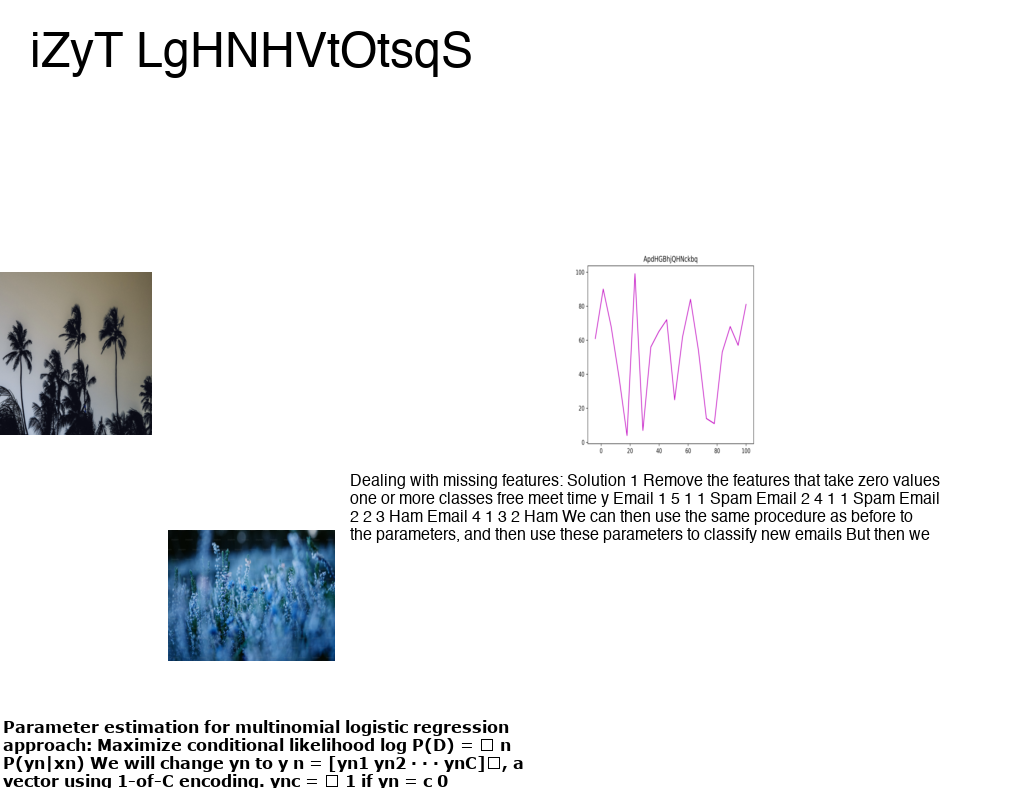 iZyT LgHNHVtOtsqS
ApdHGBhjQHNckbq
100
80
60
40
20
0
0 20 40 60 80 100
Dealing with missing features: Solution 1 Remove the features that take zero values
one or more classes free meet time y Email 1 5 1 1 Spam Email 2 4 1 1 Spam Email
2 2 3 Ham Email 4 1 3 2 Ham We can then use the same procedure as before to
the parameters, and then use these parameters to classify new emails But then we
Parameter estimation for multinomial logistic regression
approach: Maximize conditional likelihood log P(D) = □ n
P(yn|xn) We will change yn to y n = [yn1 yn2 · · · ynC]□, a
vector using 1-of-C encoding. ync = □ 1 if yn = c 0